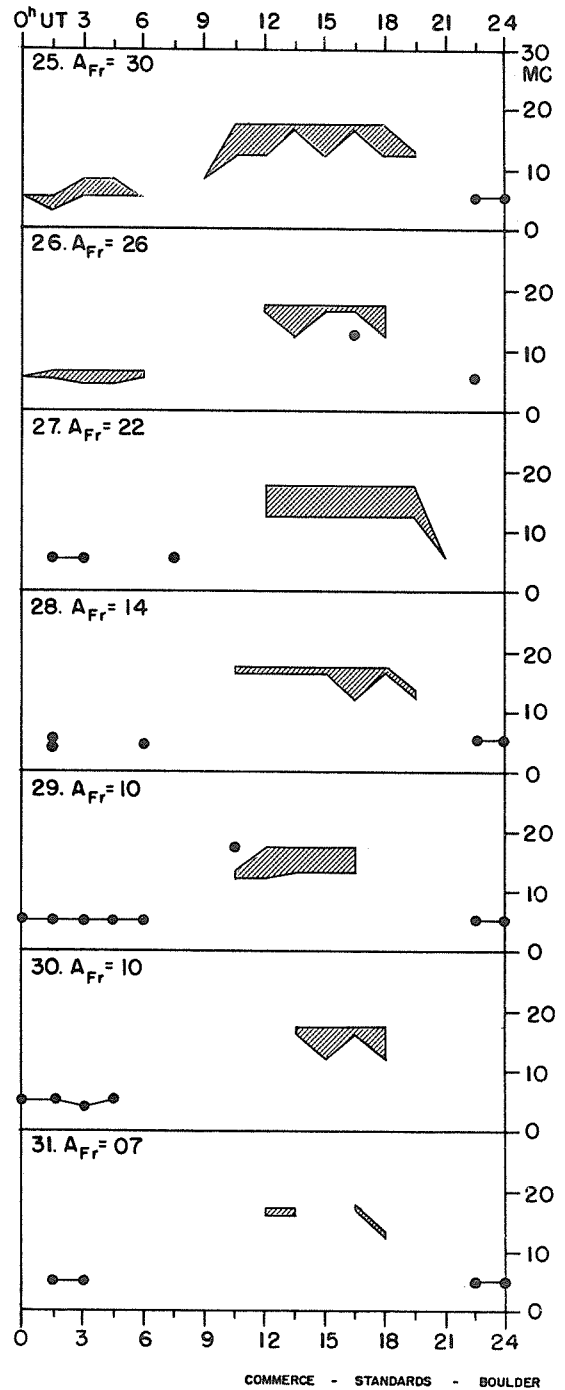 0ʰ UT 3 6 9 12 15 18 21 24
25. A_Fr = 30
30
MC
20
10
0
26. A_Fr = 26
20
10
0
27. A_Fr = 22
20
10
0
28. A_Fr = 14
20
10
0
29. A_Fr = 10
20
10
0
30. A_Fr = 10
20
10
0
31. A_Fr = 07
20
10
0
0 3 6 9 12 15 18 21 24
COMMERCE - STANDARDS - BOULDER